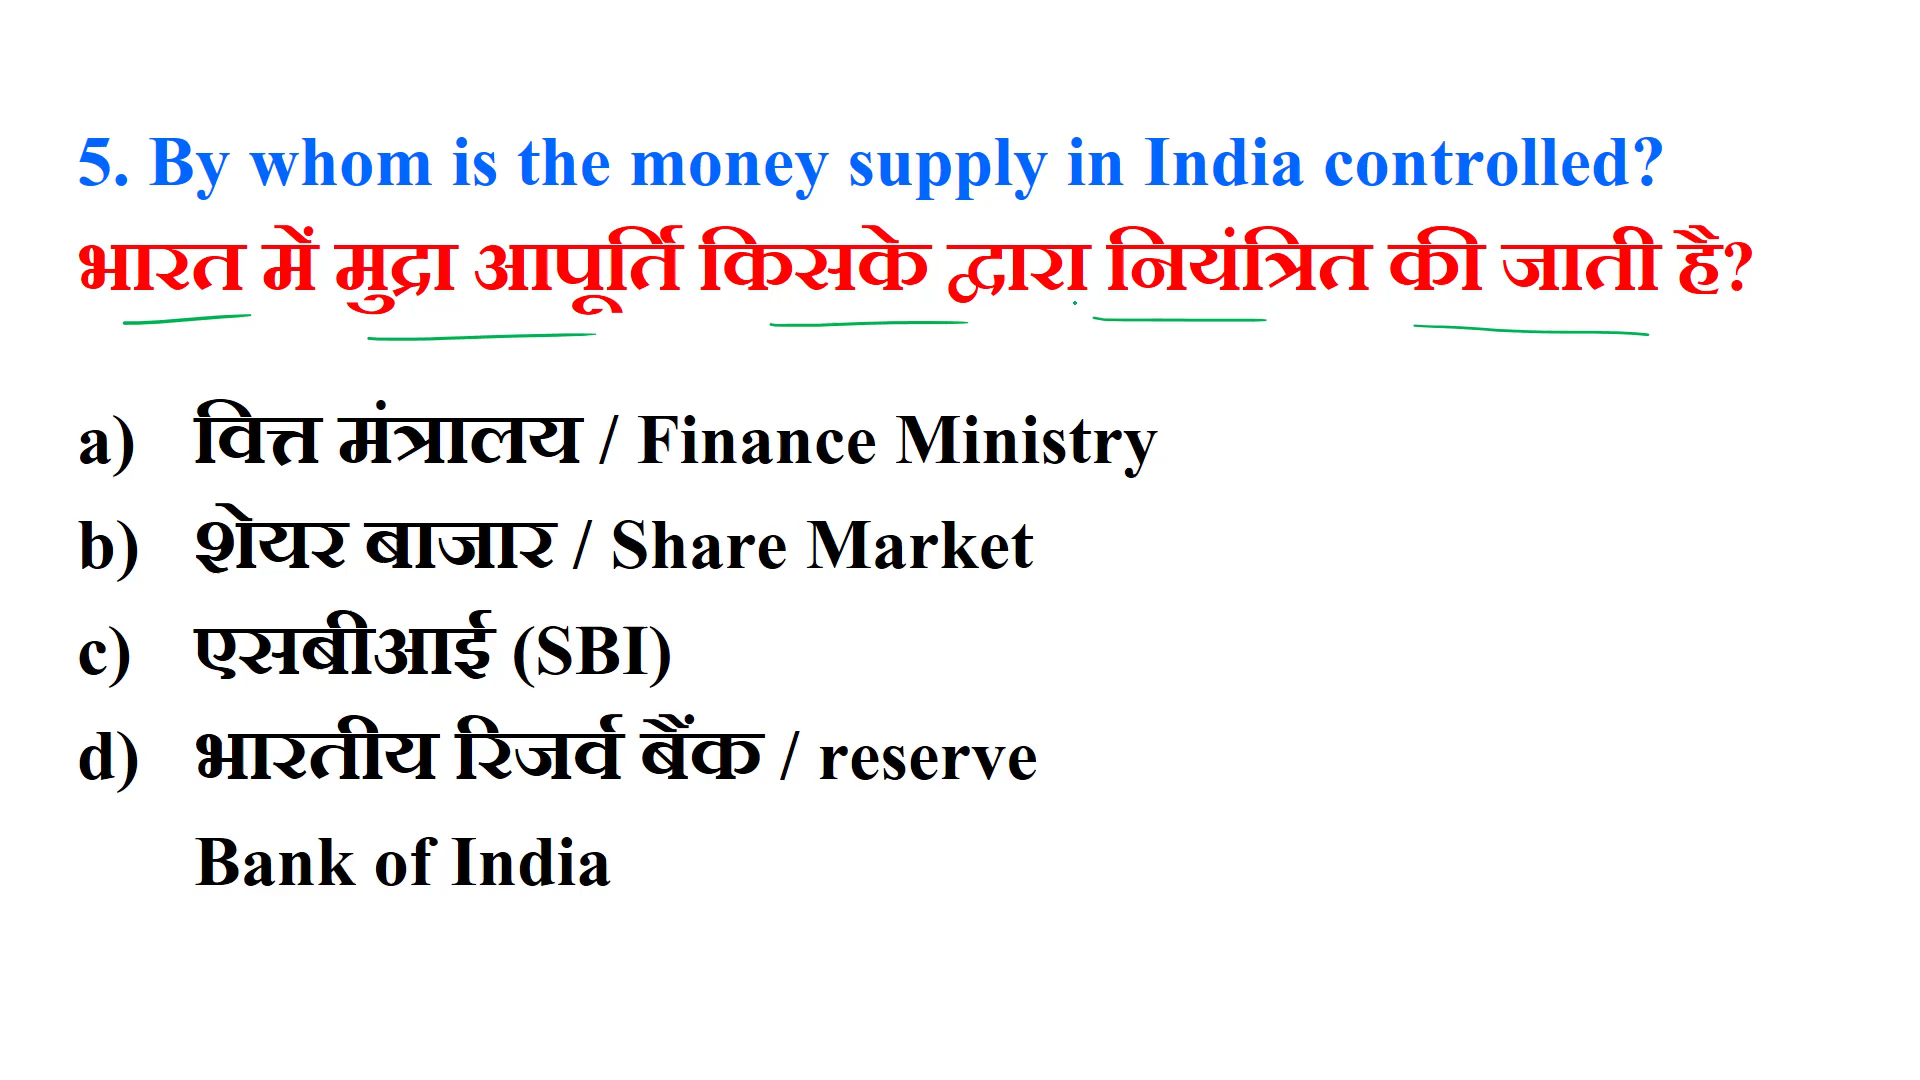 5. By whom is the money supply in India controlled?
भारत में मुद्रा आपूर्ति किसके द्वारा नियंत्रित की जाती है?
a) वित्त मंत्रालय / Finance Ministry
b) शेयर बाजार / Share Market
c) एसबीआई (SBI)
d) भारतीय रिजर्व बैंक / reserve
Bank of India